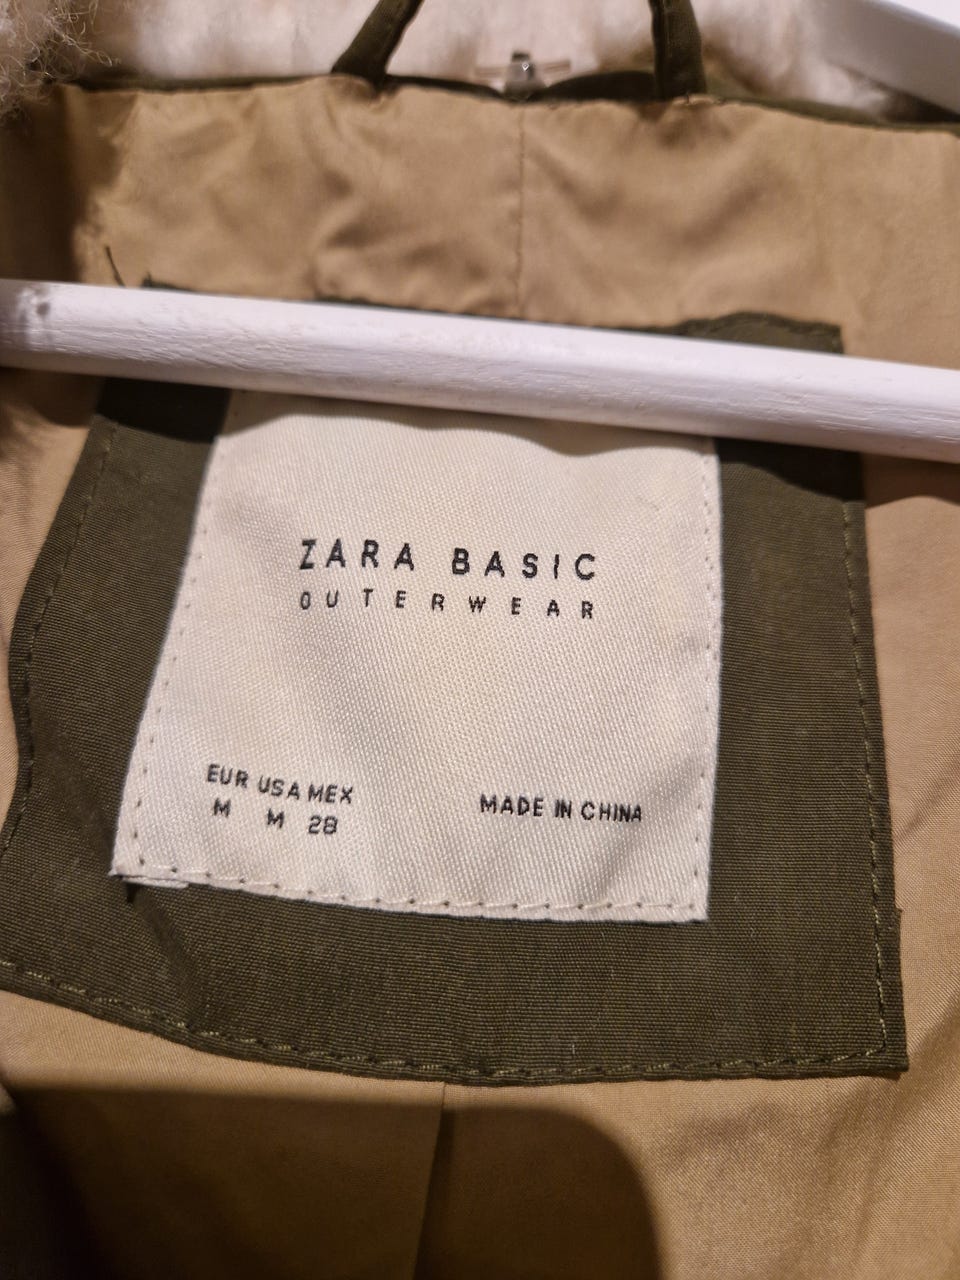 ZARA BASIC
OUTERWEAR
EUR USA MEX
M M 28
MADE IN CHINA